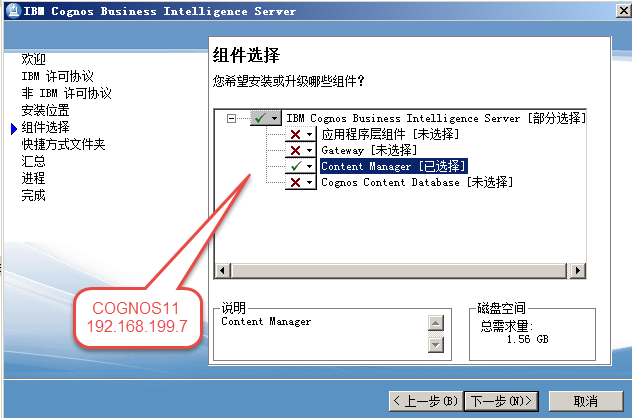 IBM Cognos Business Intelligence Server
欢迎
IBM 许可协议
非 IBM 许可协议
安装位置
组件选择
快捷方式文件夹
汇总
进程
完成
组件选择
您希望安装或升级哪些组件？
IBM Cognos Business Intelligence Server [部分选择]
应用程序层组件 [未选择]
Gateway [未选择]
Content Manager [已选择]
Cognos Content Database [未选择]
COGNOS11
192.168.199.7
说明
Content Manager
磁盘空间
总需求量:
1.56 GB
< 上一步(B)
下一步(N)>
取消